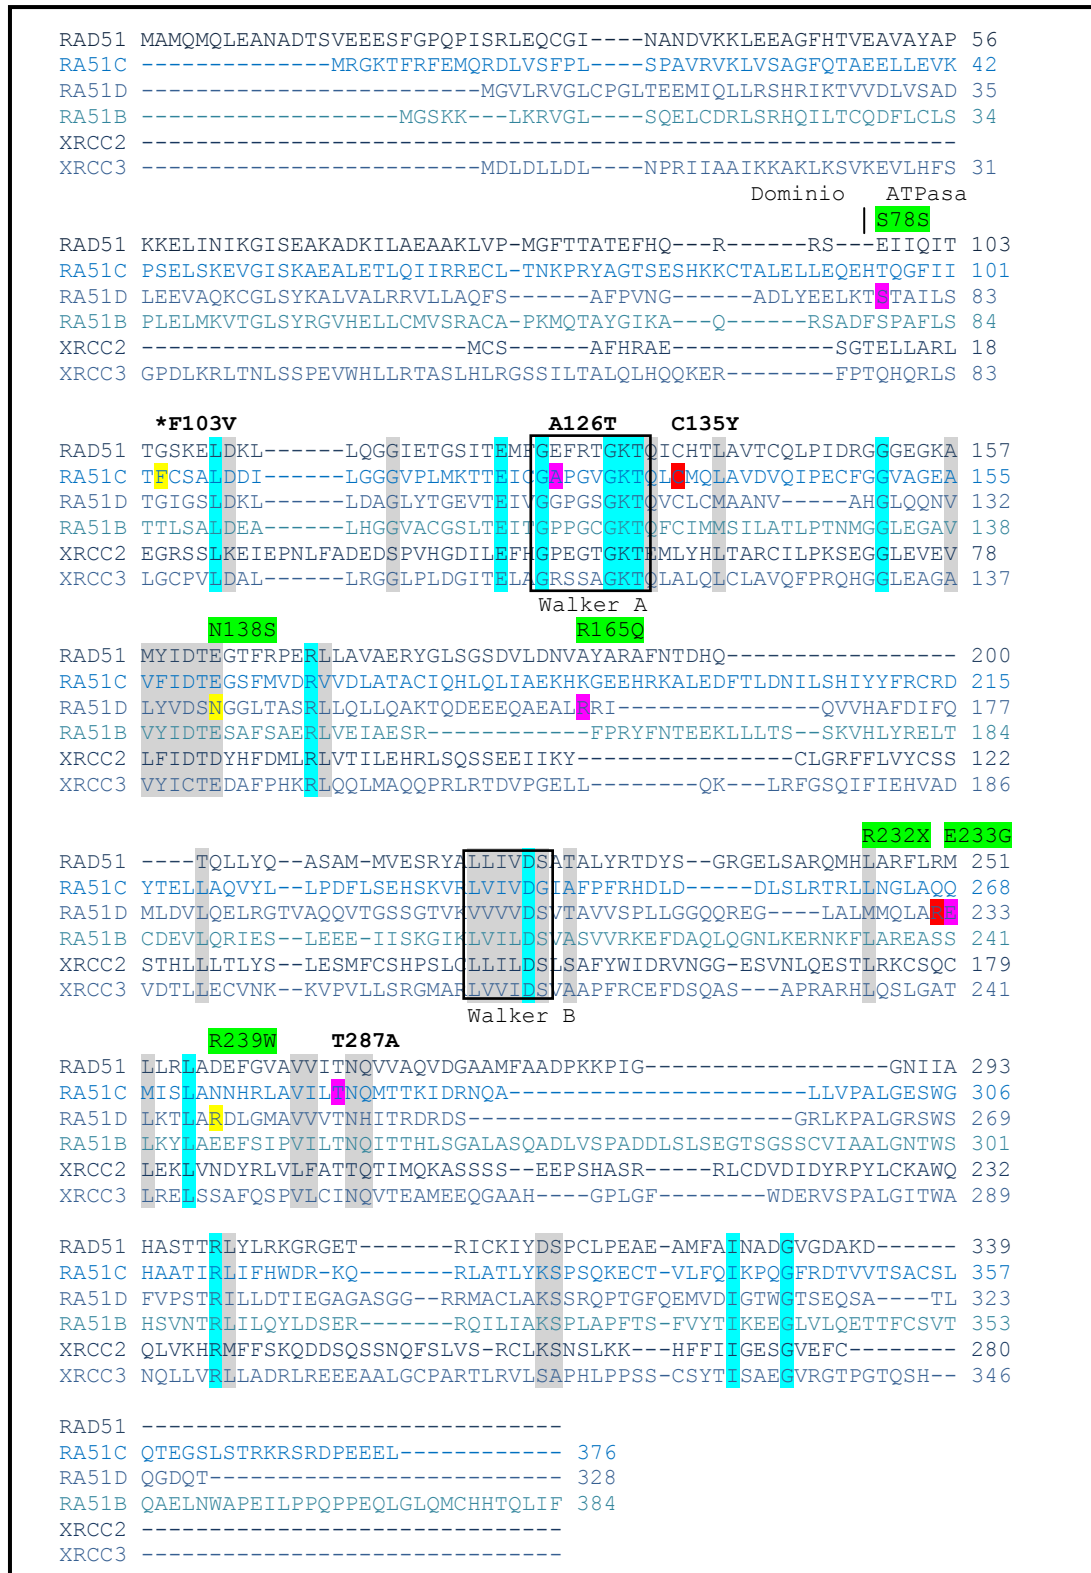 RAD51 MAMQMQLEANADTSVEEESFGPQPISRLEQCGI----NANDVKKLEEAGFHTVEAVAYAP 56
RA51C --------------MRGKTFRFEMQRDLVSFPL----SPAVRVKLVSAGFQTAEELLEVK 42
RA51D -------------------------MGVLRVGLCPGLTEEMIQLLRSHRIKTVVDLVSAD 35
RA51B -------------------MGSKK---LKRVGL----SQELCDRLSRHQILTCQDFLCLS 34
XRCC2 ------------------------------------------------------------
XRCC3 -------------------------MDLDLLDL----NPRIIAAIKKAKLKSVKEVLHFS 31
Dominio | ATPasa
S78S
RAD51 KKELINIKGISEAKADKILAEAAKLVP-MGFTTATEFHQ---R------RS---EIIQIT 103
RA51C PSELSKEVGISKAEALETLQIIRRECL-TNKPRYAGTSESHKKCTALELLEQEHTQGFII 101
RA51D LEEVAQKCGLSYKALVALRRVLLAQFS------AFPVNG------ADLYEELKTSTAILS 83
RA51B PLELMKVTGLSYRGVHELLCMVSRACA-PKMQTAYGIKA---Q------RSADFSPAFLS 84
XRCC2 ------------------------MCS------AFHRAE------------SGTELLARL 18
XRCC3 GPDLKRLTNLSSPEVWHLLRTASLHLRGSSILTALQLHQQKER--------FPTQHQRLS 83
*F103V A126T C135Y
RAD51 TGSKELDKL------LQGGIETGSITEMFGEFRTGKTQICHTLAVTCQLPIDRGGGEGKA 157
RA51C TFCSALDDI------LGGGVPLMKTTEICGAPGVGKTQLCMQLAVDVQIPECFGGVAGEA 155
RA51D TGIGSLDKL------LDAGLYTGEVTEIVGGPGSGKTQVCLCMAANV-----AHGLQQNV 132
RA51B TTLSALDEA------LHGGVACGSLTEITGPPGCGKTQFCIMMSILATLPTNMGGLEGAV 138
XRCC2 EGRSSLKEIEPNLFADEDSPVHGDILEFHGPEGTGKTEMLYHLTARCILPKSEGGLEVEV 78
XRCC3 LGCPVLDAL------LRGGLPLDGITELAGRSSAGKTQLALQLCLAVQFPRQHGGLEAGA 137
Walker A
N138S R165Q
RAD51 MYIDTEGTFRPERLLAVAERYGLSGSDVLDNVAYARAFNTDHQ----------------- 200
RA51C VFIDTEGSFMVDRVVDLATACIQHLQLIAEKHKGEEHRKALEDFTLDNILSHIYYFRCRD 215
RA51D LYVDSNGGLTASRLLQLLQAKTQDEEEQAEALRRI--------------QVVHAFDIFQ 177
RA51B VYIDTESAFSAERLVEIAESR-----------FPRYFNTEEKLLLTS--SKVHLYRELT 184
XRCC2 LFIDTDYHFDMLRLVTILEHRLSQSSEEIIKY----------------CLGRFFLVYCSS 122
XRCC3 VYICTEDAFPHKRLQQLMAQQPRLRTDVPGELL--------QK---LRFGSQIFIEHVAD 186
R232X E233G
RAD51 ----TQLLYQ--ASAM-MVESRYALLIVDSATALYRTDYS--GRGELSARQMHLARFLRM 251
RA51C YTELLAQVYL--LPDFLSEHSKVRLVIVDGIAFPFRHDLD-----DLSLRTRLLNGLAQQ 268
RA51D MLDVLQELRGTVAQQVTGSSGTVKVVVVDSVTAVVSPLLGGQQREG----LALMMQLARE 233
RA51B CDEVLQRIES--LEEE-IISKGIKLVILDSVASVVRKEFDAQLQGNLKERNKFLAREASS 241
XRCC2 STHLLLTLYS--LESMFCSHPSLCLLILDSLSAFYWIDRVNGG-ESVNLQESTLRKCSQC 179
XRCC3 VDTLLECVNK--KVPVLLSRGMARLVVIDSVAAPFRCEFDSQAS---APRARHLQSLGAT 241
Walker B
R239W T287A
RAD51 LLRLADEFGVAVVITNQVVAQVDGAAMFAADPKKPIG----------------GNIIA 293
RA51C MISLANNHRLAVILTNQMTTKIDRNQA----------------------LLVPALGESWG 306
RA51D LKTLARDLGMAVVVTNHITRDRDS------------------------GRLKPALGRSWS 269
RA51B LKYLAEEFSIPVILTNQITTHLSGALASQADLVSPADDLSLSEGTSGSSCVIAALGNTWS 301
XRCC2 LEKLVNDYRLVLFATTQTIMQKASSSS--EEPSHASR-----RLCDVDIDYRPYLCKAWQ 232
XRCC3 LRELSSAFQSPVLCINQVTEAMEEQGAAH----GPLGF--------WDERVSPALGITWA 289
RAD51 HASTTRLYLRKGRGET-------RICKIYDSPCLPEAE-AMFAINADGVGDAKD------ 339
RA51C HAATIRLIFHWDR-KQ-------RLATLYKSPSQKECT-VLFQIKPQGFRDTVVTSACSL 357
RA51D FVPSTRILLDTIEGAGASGG--RRMACLAKSSRQPTGFQEMVDIGTWGTSEQSA----TL 323
RA51B HSVNTRLILQYLDSER-------RQILIAKSPLAPFTS-FVYTIKEEGLVLQETTFCSVT 353
XRCC2 QLVKHRMFFSKQDDSQSSNQFSLVS-RCLKSNSLKK---HFFIIGESGVEFC-------- 280
XRCC3 NQLLVRLLADRLREEEAALGCPARTLRVLSAPHLPPSS-CSYTISAEGVRGTPGTQSH-- 346
RAD51 -------------------------------
RA51C QTEGSLSTRKRSRDPEEEL------------ 376
RA51D QGDQT-------------------------- 328
RA51B QAELNWAPEILPPQPPEQLGLQMCHHTQLIF 384
XRCC2 -------------------------------
XRCC3 -------------------------------